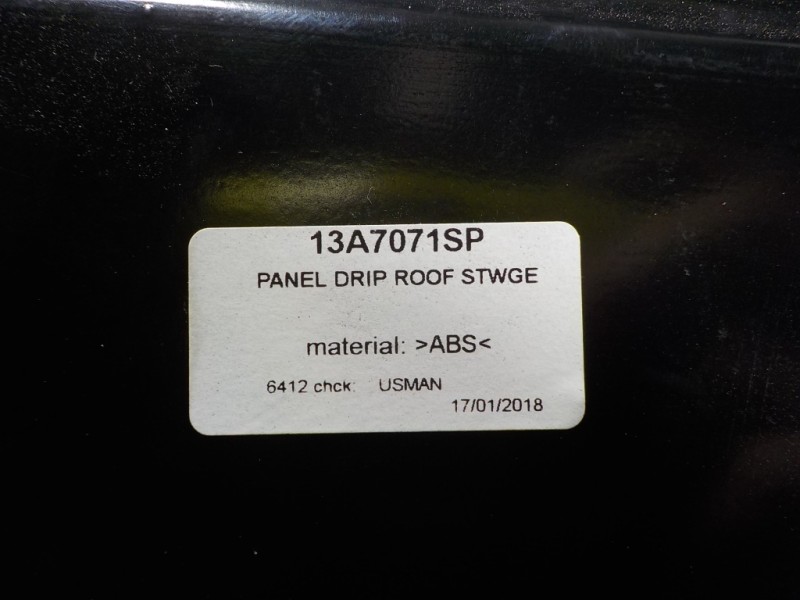 13A7071SP
PANEL DRIP ROOF STWGE
material: >ABS<
6412 chck: USMAN
17/01/2018